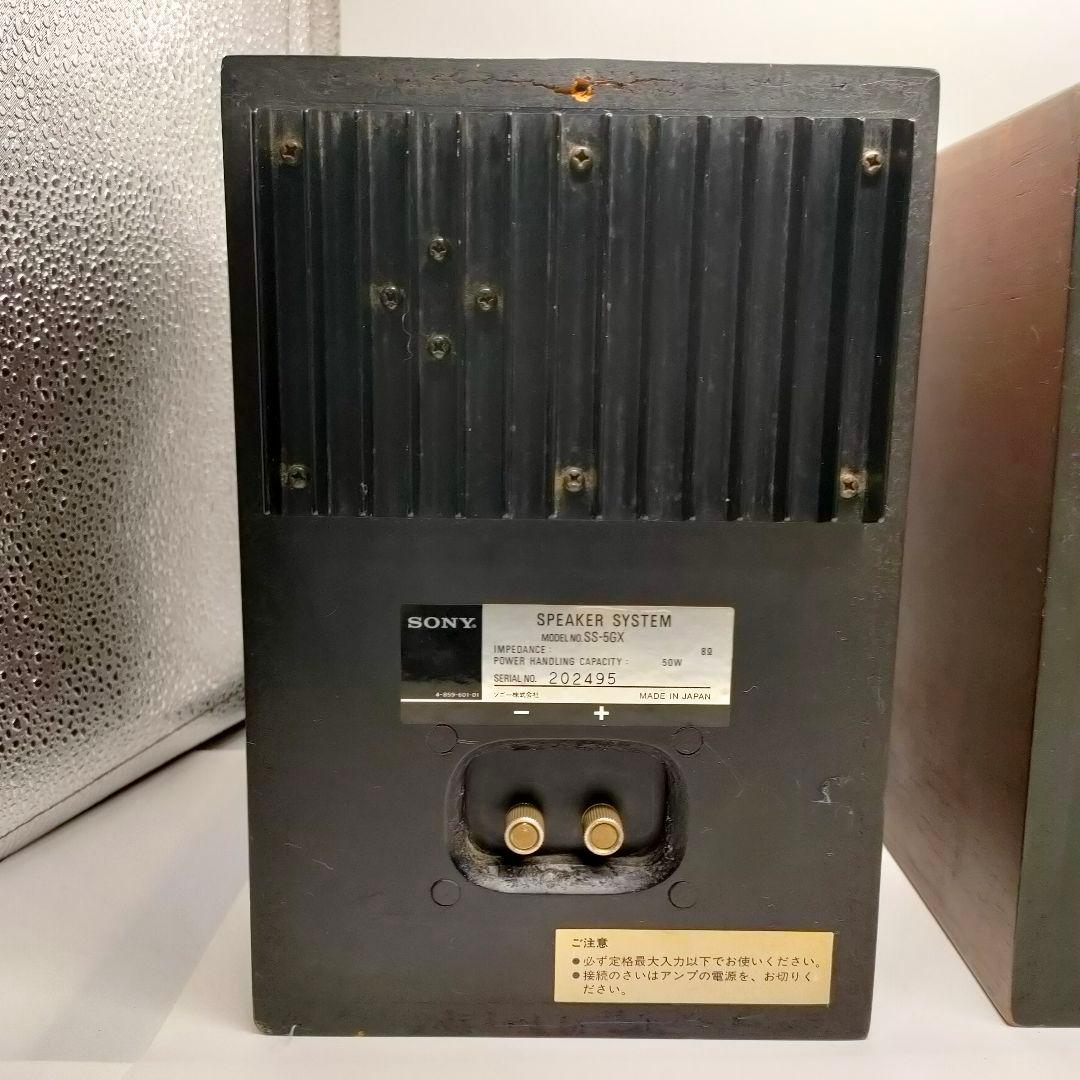 SONY®
SPEAKER SYSTEM
MODEL NO. SS-5GX
IMPEDANCE : 8Ω
POWER HANDLING CAPACITY : 50W
SERIAL NO. 202495
4-859-601-01 ソニー株式会社 MADE IN JAPAN
− +
ご注意
●必ず定格最大入力以下でお使いください。
●接続のさいはアンプの電源を、お切りく
ださい。